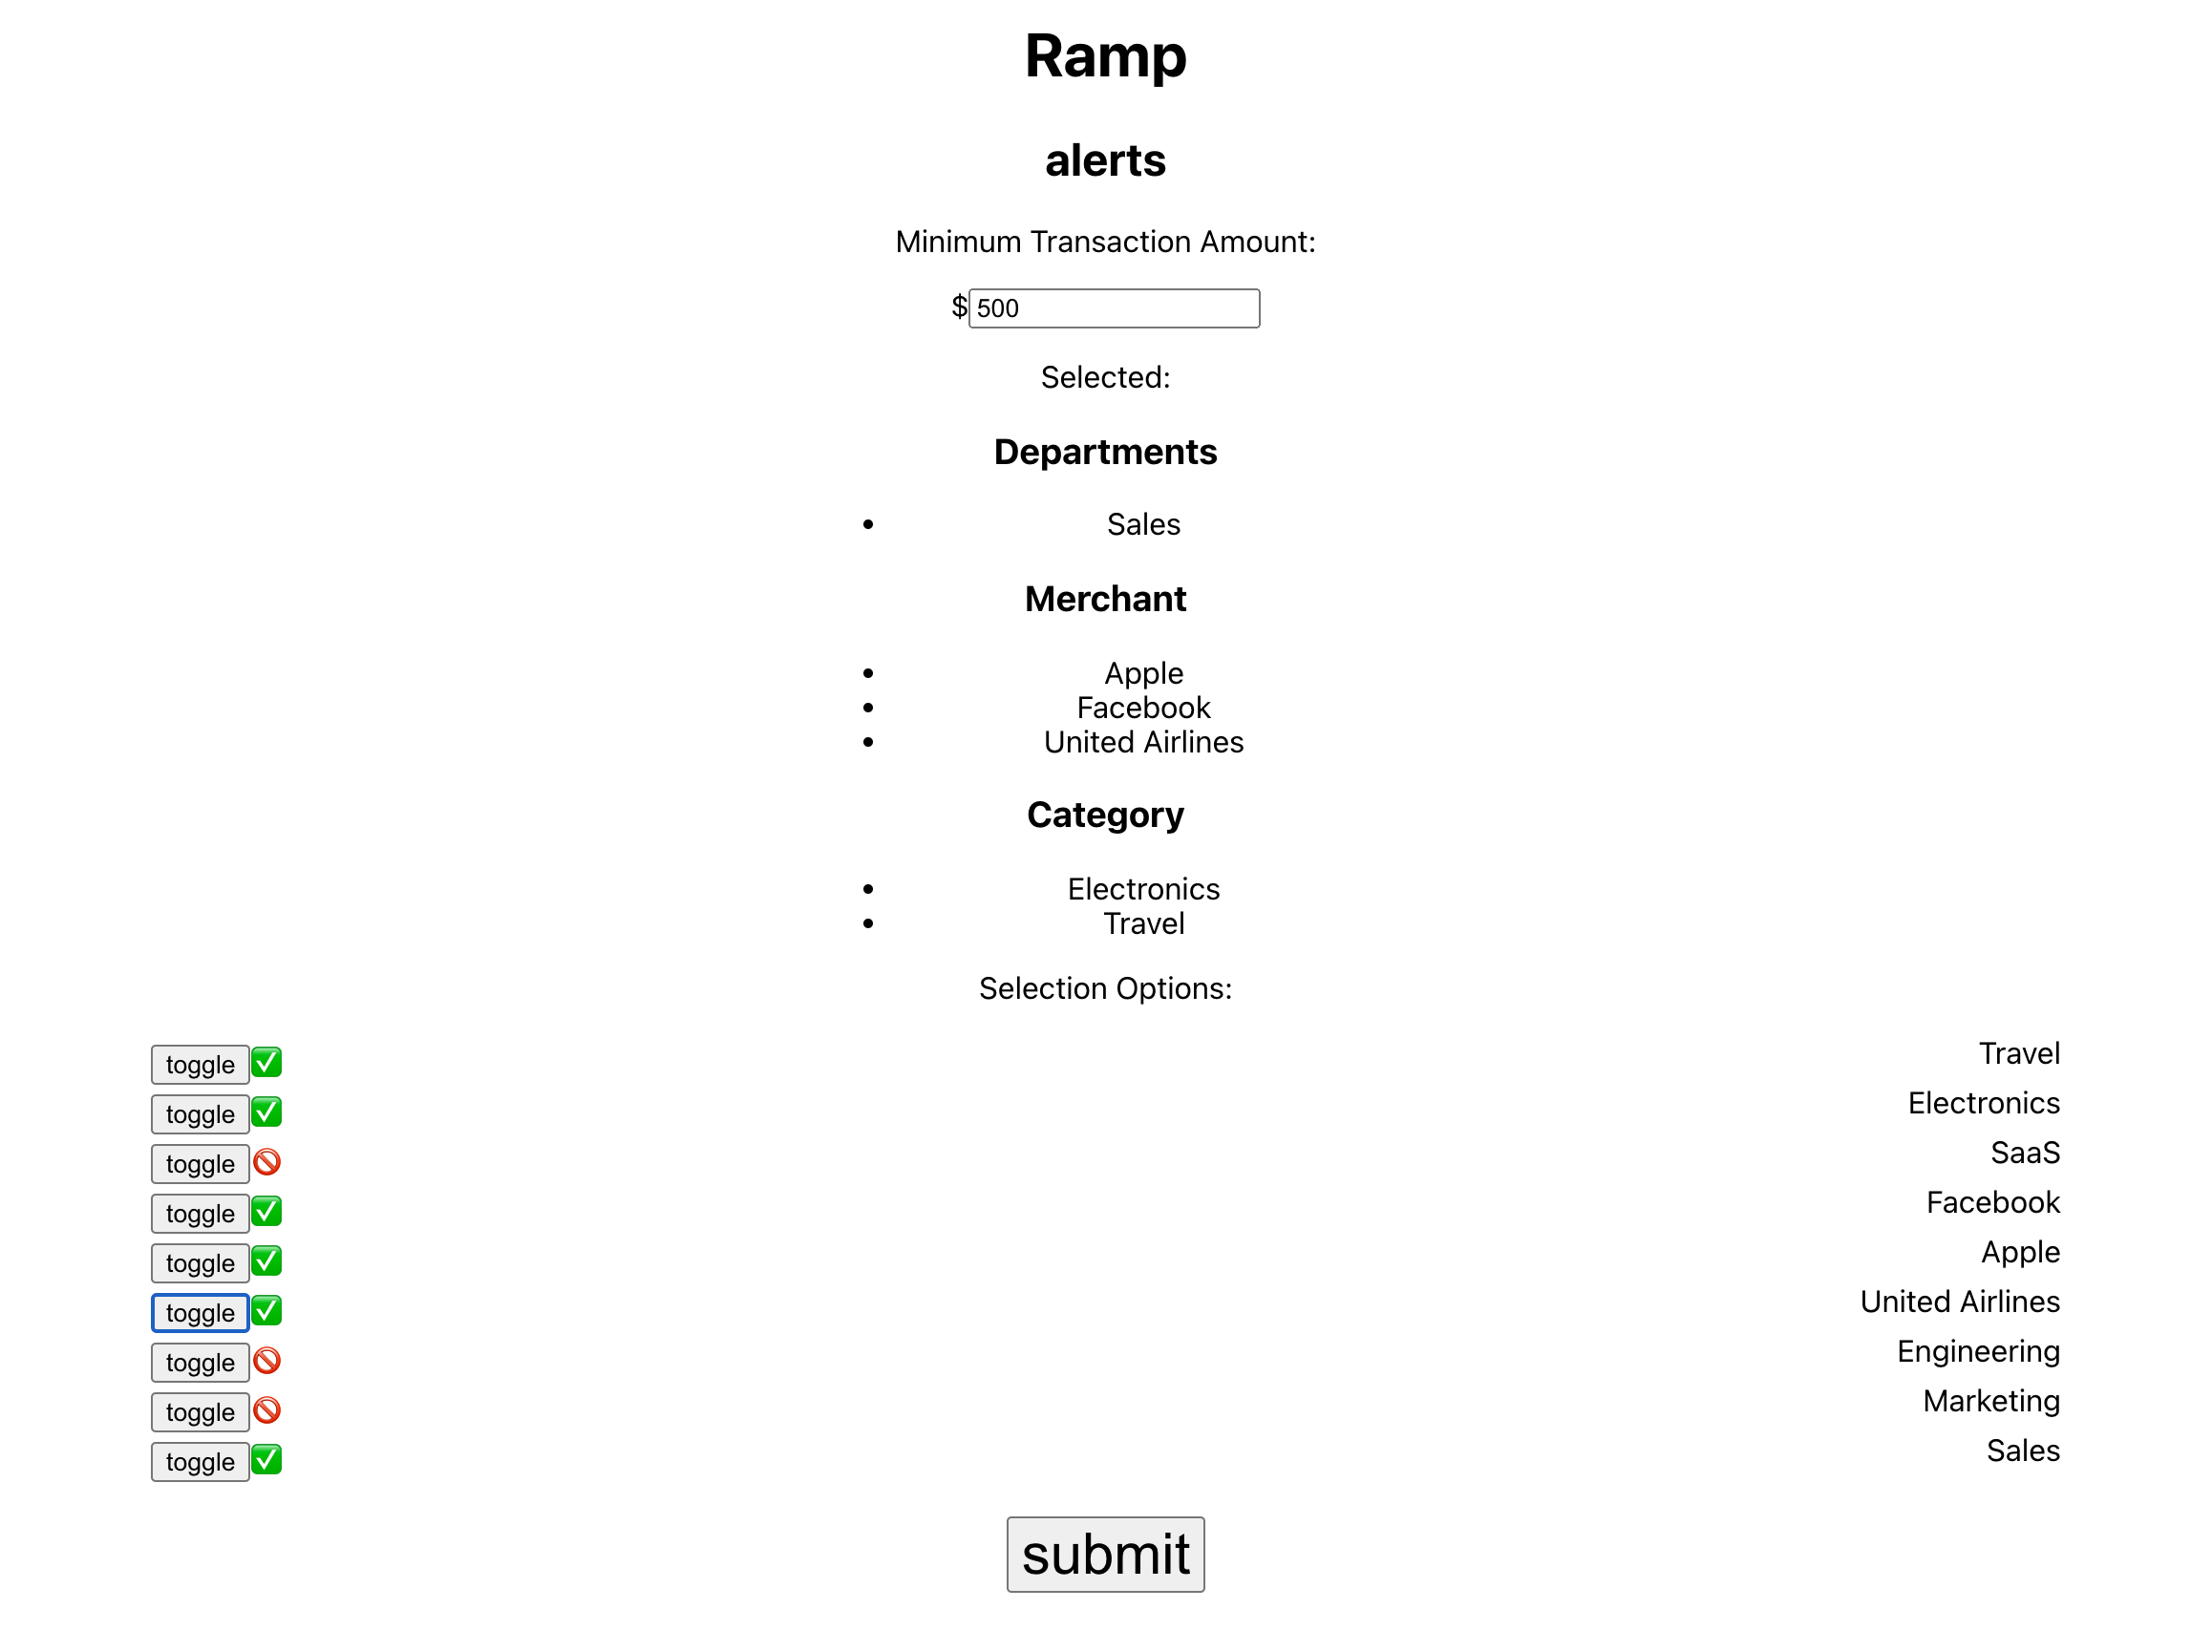 Ramp
alerts
Minimum Transaction Amount:
$500
Selected:
Departments
• Sales
Merchant
• Apple
• Facebook
• United Airlines
Category
• Electronics
• Travel
Selection Options:
toggle Travel
toggle Electronics
toggle SaaS
toggle Facebook
toggle Apple
toggle United Airlines
toggle Engineering
toggle Marketing
toggle Sales
submit